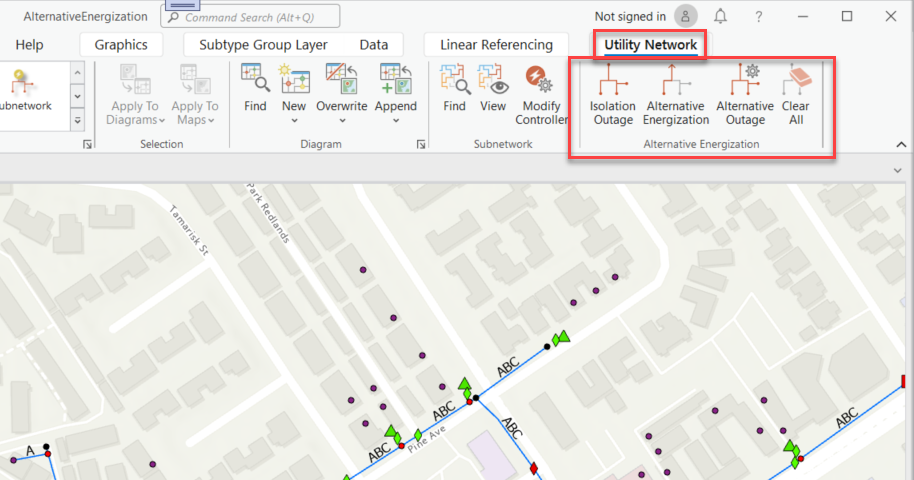 AlternativeEnergization
Command Search (Alt+Q)
Not signed in
?
Help
Graphics
Subtype Group Layer
Data
Linear Referencing
Utility Network
ubnetwork
Apply To
Diagrams
Apply To
Maps
Selection
Find
New
Overwrite
Append
Diagram
Find
View
Modify
Controller
Subnetwork
Isolation
Outage
Alternative
Energization
Alternative
Outage
Clear
All
Alternative Energization
Tamarisk St
Park Redlands
ABC
ABC
ABC
ABC
Pine Ave
ABC
A